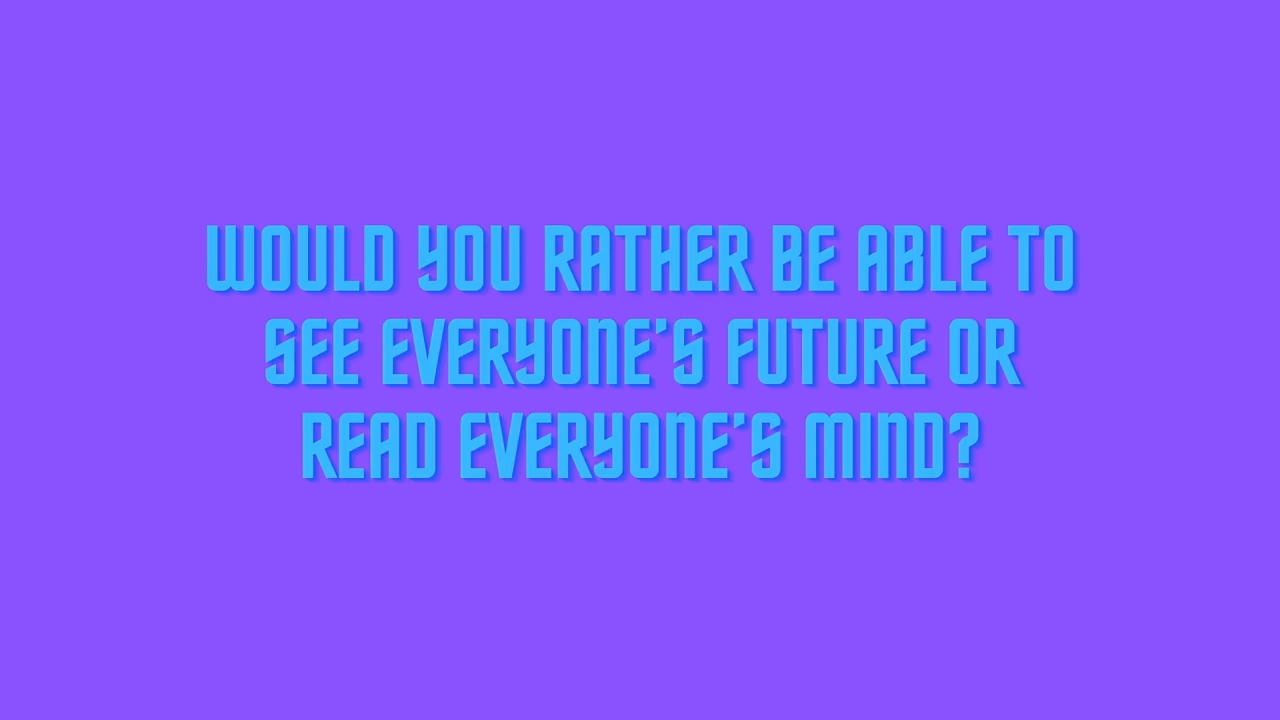 WOULD YOU RATHER BE ABLE TO
SEE EVERYONE'S FUTURE OR
READ EVERYONE'S MIND?